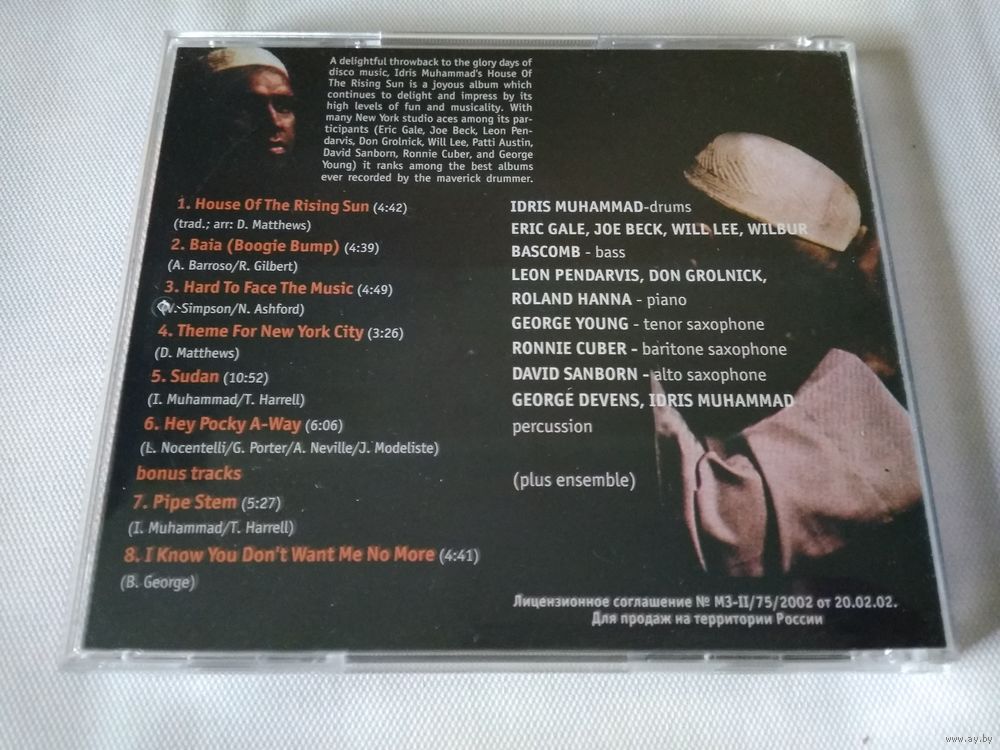 A delightful throwback to the glory days of
disco music, Idris Muhammad's House Of
The Rising Sun is a joyous album which
continues to delight and impress by its
high levels of fun and musicality. With
many New York studio aces among its par-
ticipants (Eric Gale, Joe Beck, Leon Pen-
darvis, Don Grolnick, Will Lee, Patti Austin,
David Sanborn, Ronnie Cuber, and George
Young) it ranks among the best albums
ever recorded by the maverick drummer.
1. House Of The Rising Sun (4:42)
(trad.; arr: D. Matthews)
2. Baia (Boogie Bump) (4:39)
(A. Barroso/R. Gilbert)
3. Hard To Face The Music (4:49)
Simpson/N. Ashford)
4. Theme For New York City (3:26)
(D. Matthews)
5. Sudan (10:52)
(I. Muhammad/T. Harrell)
6. Hey Pocky A-Way (6:06)
(L. Nocentelli/G. Porter/A. Neville/J. Modeliste)
bonus tracks
7. Pipe Stem (5:27)
(I. Muhammad/T. Harrell)
8. I Know You Don't Want Me No More (4:41)
(B. George)
IDRIS MUHAMMAD-drums
ERIC GALE, JOE BECK, WILL LEE, WILBUR
BASCOMB - bass
LEON PENDARVIS, DON GROLNICK,
ROLAND HANNA - piano
GEORGE YOUNG - tenor saxophone
RONNIE CUBER - baritone saxophone
DAVID SANBORN - alto saxophone
GEORGE DEVENS, IDRIS MUHAMMAD
percussion
(plus ensemble)
Лицензионное соглашение № МЗ-II/75/2002 от 20.02.02.
Для продаж на территории России
www.ay.by